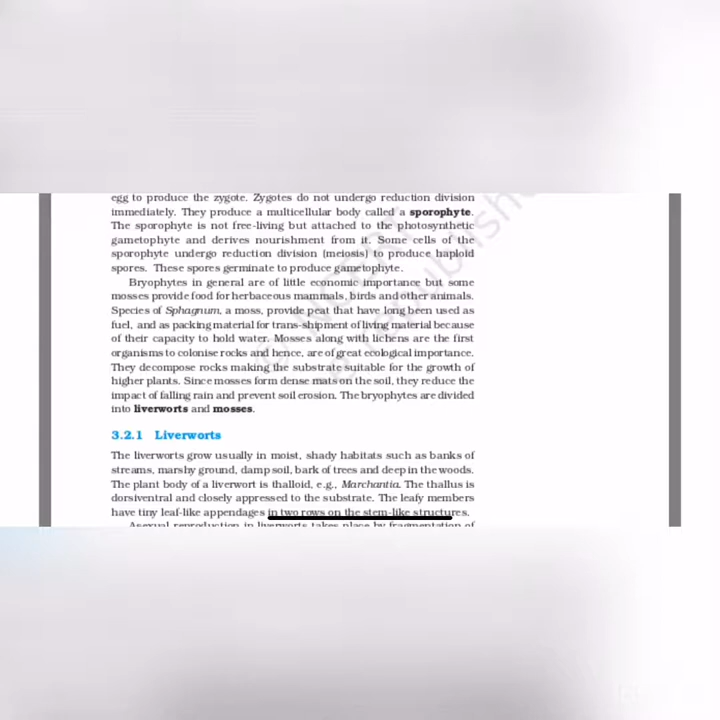 egg to produce the zygote. Zygotes do not undergo reduction division
immediately. They produce a multicellular body called a sporophyte.
The sporophyte is not free-living but attached to the photosynthetic
gametophyte and derives nourishment from it. Some cells of the
sporophyte undergo reduction division (meiosis) to produce haploid
spores. These spores germinate to produce gametophyte.
Bryophytes in general are of little economic importance but some
mosses provide food for herbaceous mammals, birds and other animals.
Species of Sphagnum, a moss, provide peat that have long been used as
fuel, and as packing material for trans-shipment of living material because
of their capacity to hold water. Mosses along with lichens are the first
organisms to colonise rocks and hence, are of great ecological importance.
They decompose rocks making the substrate suitable for the growth of
higher plants. Since mosses form dense mats on the soil, they reduce the
impact of falling rain and prevent soil erosion. The bryophytes are divided
into liverworts and mosses.
3.2.1 Liverworts
The liverworts grow usually in moist, shady habitats such as banks of
streams, marshy ground, damp soil, bark of trees and deep in the woods.
The plant body of a liverwort is thalloid, e.g., Marchantia. The thallus is
dorsiventral and closely appressed to the substrate. The leafy members
have tiny leaf-like appendages in two rows on the stem-like structures.
Asexual reproduction in liverworts takes place by fragmentation of
© NCERT